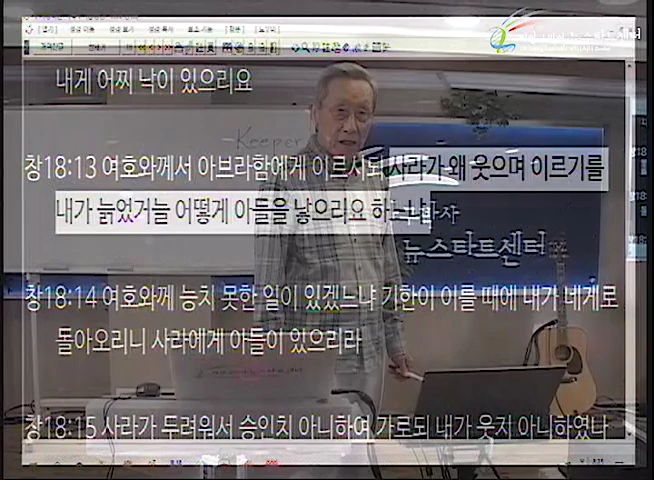 내게 어찌 낙이 있으리요
Keeper
창18:13 여호와께서 아브라함에게 이르시되 사라가 왜 웃으며 이르기를
내가 늙었거늘 어떻게 아들을 낳으리요 하느냐
뉴스타트센터
창18:14 여호와께 능치 못한 일이 있겠느냐 기한이 이를 때에 내가 네게로
돌아오리니 사라에게 아들이 있으리라
창18:15 사라가 두려워서 승인치 아니하여 가로되 내가 웃지 아니하였나